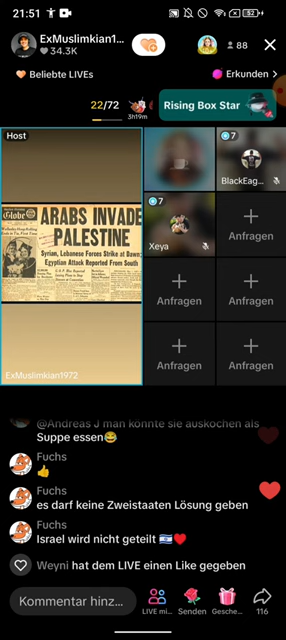 21:51
52
ExMuslimkian1...
34.3K
88
Beliebte LIVEs
Erkunden
22/72
3h19m
Rising Box Star
Host
7
7
BlackEag...
Globe
ARABS INVADE
PALESTINE
Syrian, Lebanese Forces Strike at Dawn;
Egyptian Attack Reported From South
Xeya
Anfragen
Anfragen
Anfragen
Anfragen
Anfragen
ExMuslimkian1972
@Andreas J man könnte sie auskochen als
Suppe essen😂
Fuchs
👍
Fuchs
es darf keine Zweistaaten Lösung geben
Fuchs
Israel wird nicht geteilt 🇮🇱♥️
Weyni hat dem LIVE einen Like gegeben
Kommentar hinz...
LIVE mi...
Senden
Gesche...
116